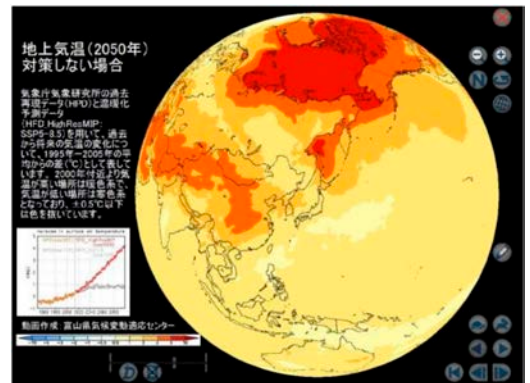 地上気温(2050年)
対策しない場合
気象庁気象研究所の過去
再現データ(HPD)と温暖化
予測データ
(HFD HighResMIP:
SSP5-8.5)を用いて、過去
から将来の気温の変化につ
いて、1995年-2005年の平
均からの差(℃)として表して
います。2000年付近より気
温が高い場所は暖色系で、
気温が低い場所は寒色系
となっており、±0.5℃以下
は色を抜いています。
動画作成 富山県気候変動適応センター
N